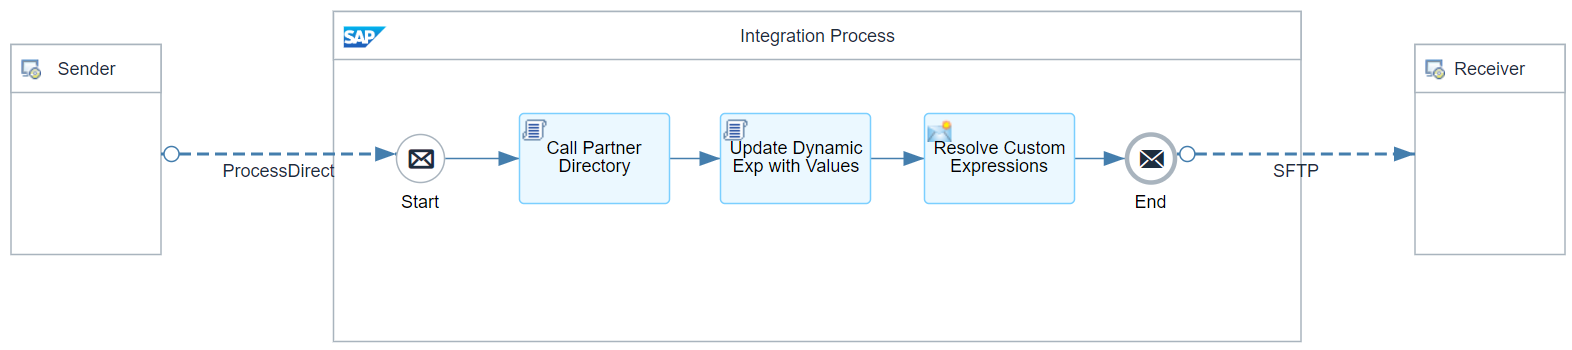 SAP
Integration Process
Sender
Receiver
ProcessDirect
Start
Call Partner
Directory
Update Dynamic
Exp with Values
Resolve Custom
Expressions
End
SFTP